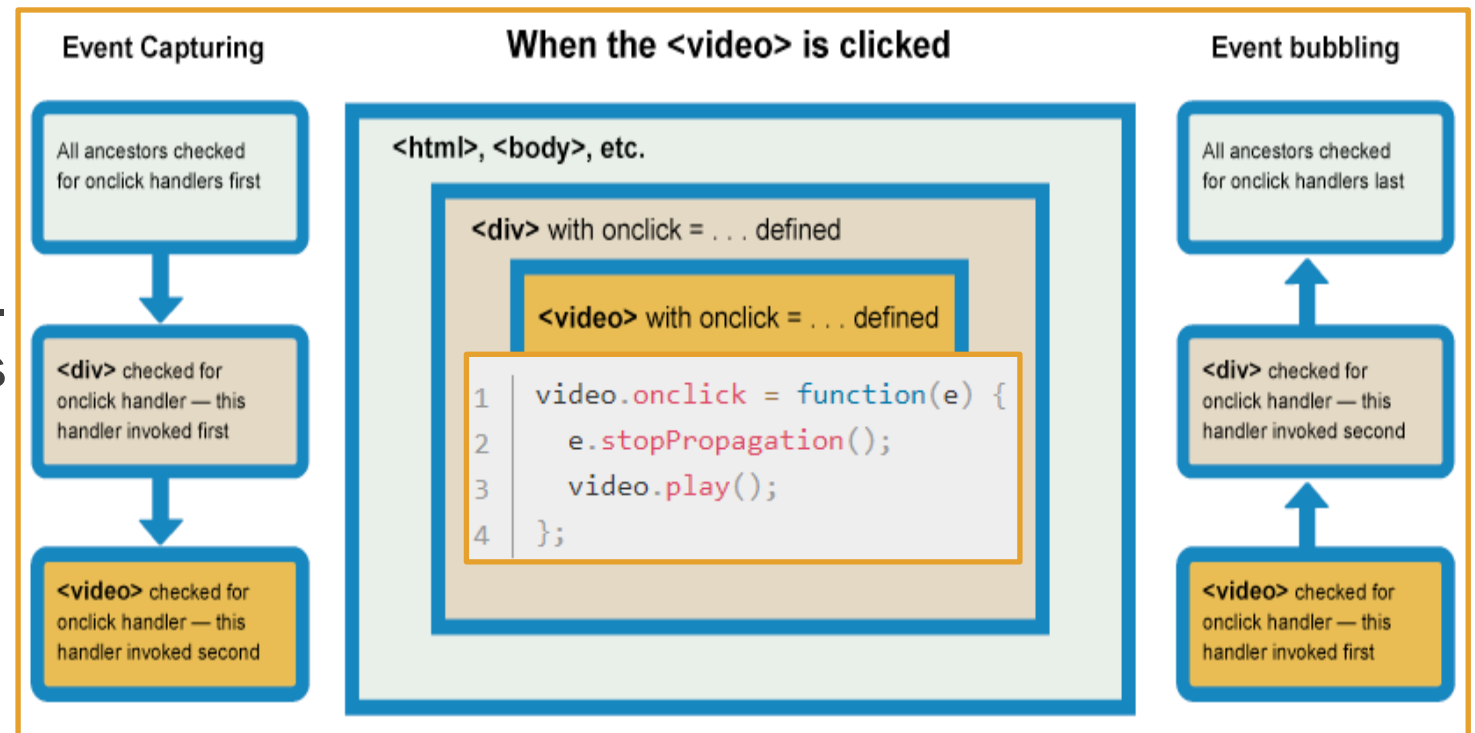 Event Capturing
All ancestors checked
for onclick handlers first
<div> checked for
onclick handler — this
handler invoked first
<video> checked for
onclick handler — this
handler invoked second
When the <video> is clicked
<html>, <body>, etc.
<div> with onclick = . . . defined
<video> with onclick = . . . defined
1 video.onclick = function(e) {
2 e.stopPropagation();
3 video.play();
4 };
Event bubbling
All ancestors checked
for onclick handlers last
<div> checked for
onclick handler — this
handler invoked second
<video> checked for
onclick handler — this
handler invoked first